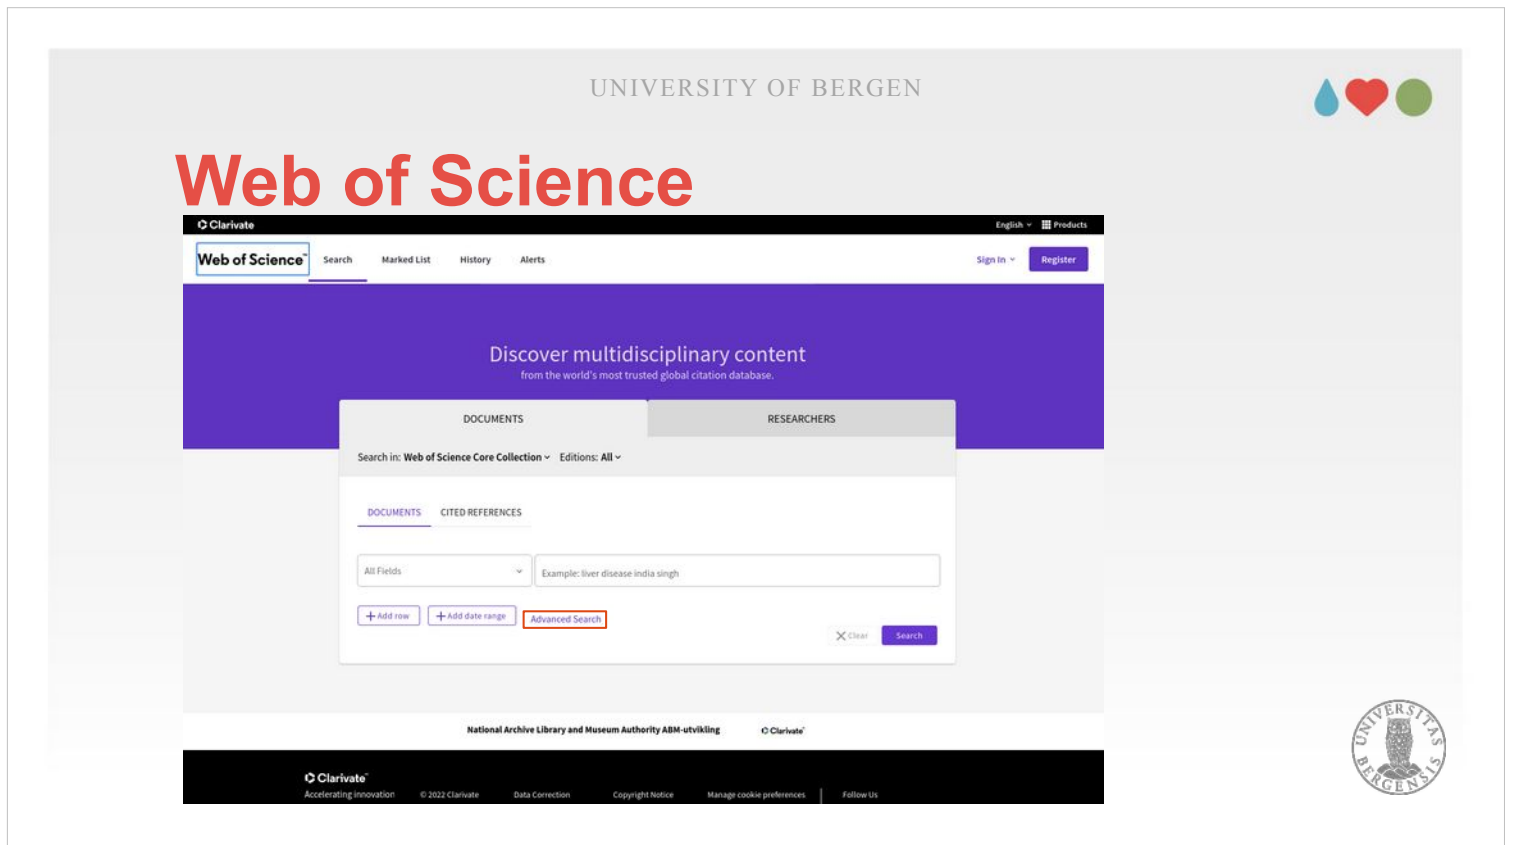 UNIVERSITY OF BERGEN
Web of Science
Clarivate English Products
Web of Science™ Search Marked List History Alerts Sign In Register
Discover multidisciplinary content
from the world's most trusted global citation database.
DOCUMENTS RESEARCHERS
Search in: Web of Science Core Collection Editions: All
DOCUMENTS CITED REFERENCES
All Fields Example: liver disease india singh
+ Add row + Add date range Advanced Search
X Clear Search
National Archive Library and Museum Authority ABM-utvikling Clarivate™
Clarivate™
Accelerating innovation © 2022 Clarivate Data Correction Copyright Notice Manage cookie preferences Follow Us
UNIVERSITAS BERGENSIS